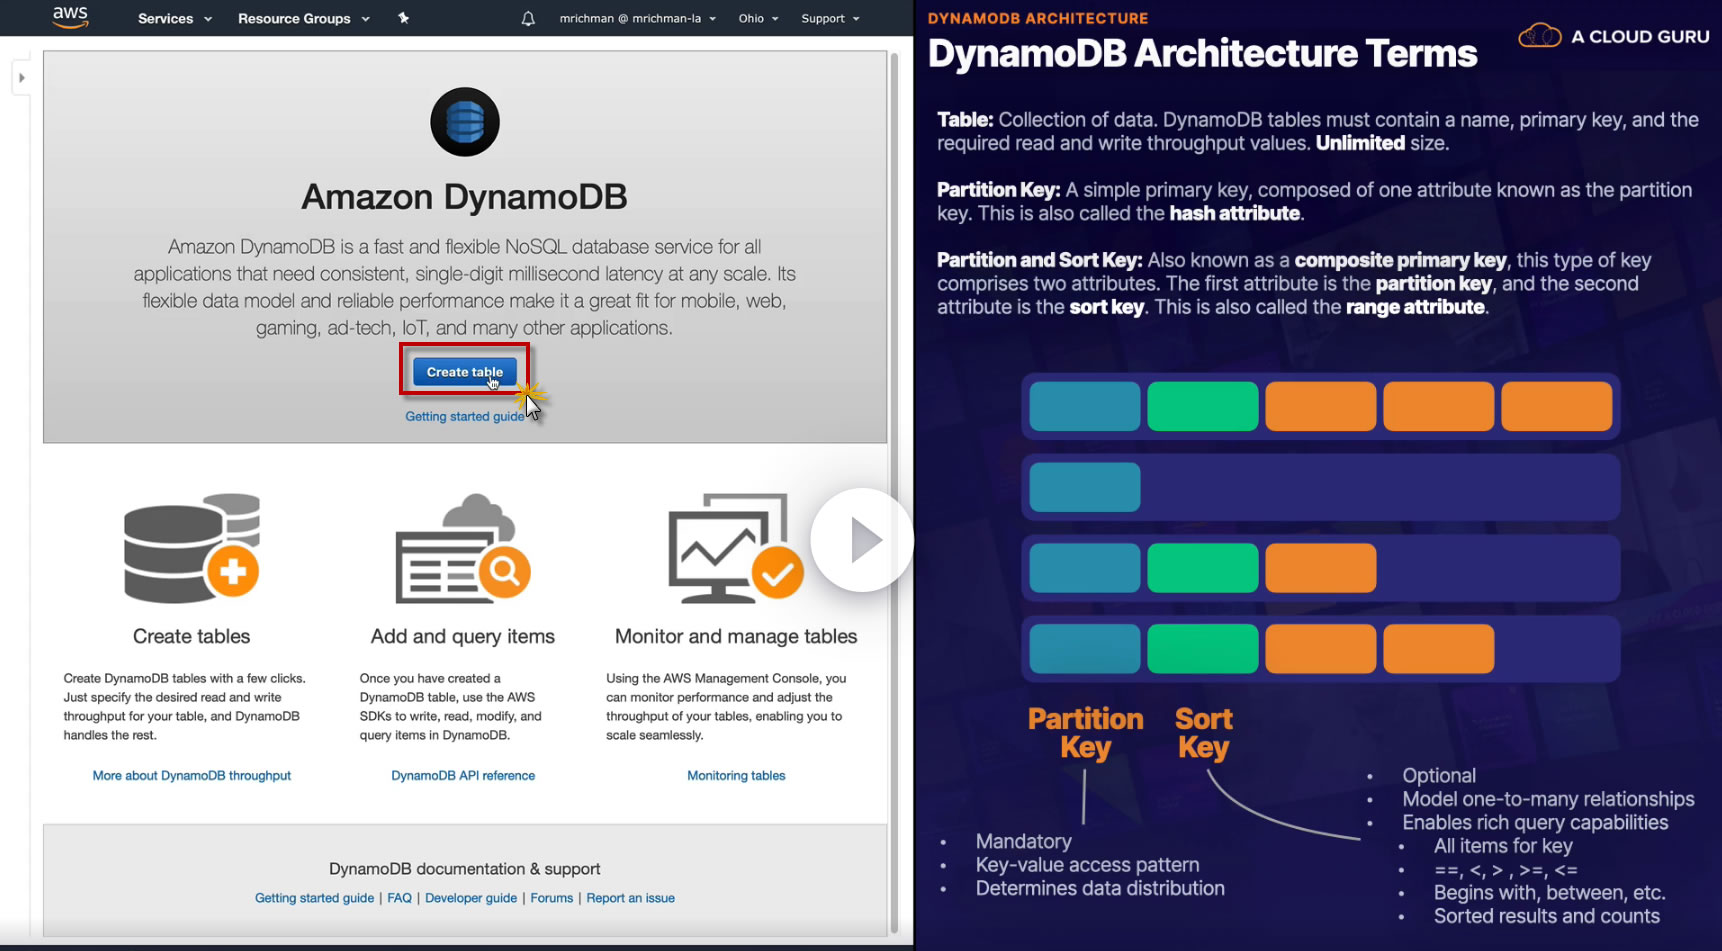 aws
Services
Resource Groups
mrichman @ mrichman-la
Ohio
Support
Amazon DynamoDB
Amazon DynamoDB is a fast and flexible NoSQL database service for all
applications that need consistent, single-digit millisecond latency at any scale. Its
flexible data model and reliable performance make it a great fit for mobile, web,
gaming, ad-tech, IoT, and many other applications.
Create table
Getting started guide
Create tables
Create DynamoDB tables with a few clicks.
Just specify the desired read and write
throughput for your table, and DynamoDB
handles the rest.
More about DynamoDB throughput
Add and query items
Once you have created a
DynamoDB table, use the AWS
SDKs to write, read, modify, and
query items in DynamoDB.
DynamoDB API reference
Monitor and manage tables
Using the AWS Management Console, you
can monitor performance and adjust the
throughput of your tables, enabling you to
scale seamlessly.
Monitoring tables
DynamoDB documentation & support
Getting started guide | FAQ | Developer guide | Forums | Report an issue
DYNAMODB ARCHITECTURE
DynamoDB Architecture Terms
A CLOUD GURU
Table: Collection of data. DynamoDB tables must contain a name, primary key, and the
required read and write throughput values. Unlimited size.
Partition Key: A simple primary key, composed of one attribute known as the partition
key. This is also called the hash attribute.
Partition and Sort Key: Also known as a composite primary key, this type of key
comprises two attributes. The first attribute is the partition key, and the second
attribute is the sort key. This is also called the range attribute.
Partition
Key
Sort
Key
• Mandatory
• Key-value access pattern
• Determines data distribution
• Optional
• Model one-to-many relationships
• Enables rich query capabilities
• All items for key
• ==, <, > , >=, <=
• Begins with, between, etc.
• Sorted results and counts